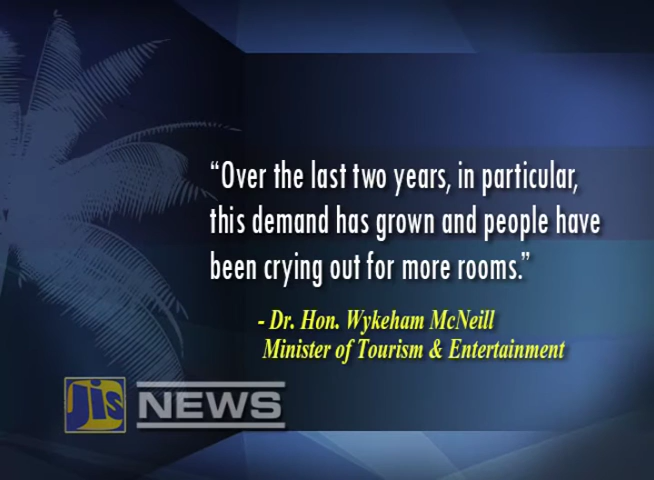 “Over the last two years, in particular,
this demand has grown and people have
been crying out for more rooms.”
- Dr. Hon. Wykeham McNeill
Minister of Tourism & Entertainment
jis NEWS